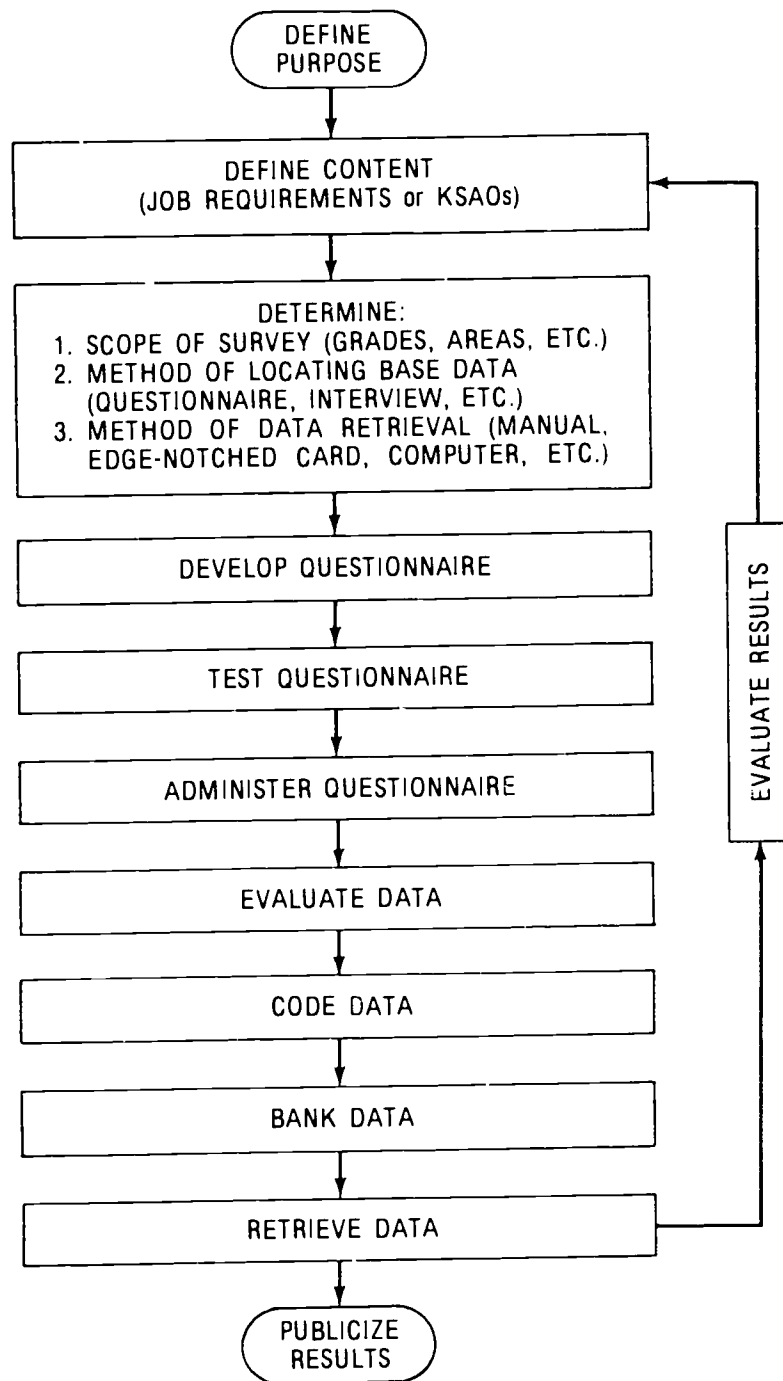 DEFINE
PURPOSE
DEFINE CONTENT
(JOB REQUIREMENTS or KSAOs)
DETERMINE:
1. SCOPE OF SURVEY (GRADES, AREAS, ETC.)
2. METHOD OF LOCATING BASE DATA
(QUESTIONNAIRE, INTERVIEW, ETC.)
3. METHOD OF DATA RETRIEVAL (MANUAL,
EDGE-NOTCHED CARD, COMPUTER, ETC.)
DEVELOP QUESTIONNAIRE
TEST QUESTIONNAIRE
ADMINISTER QUESTIONNAIRE
EVALUATE DATA
CODE DATA
BANK DATA
RETRIEVE DATA
PUBLICIZE
RESULTS
EVALUATE RESULTS